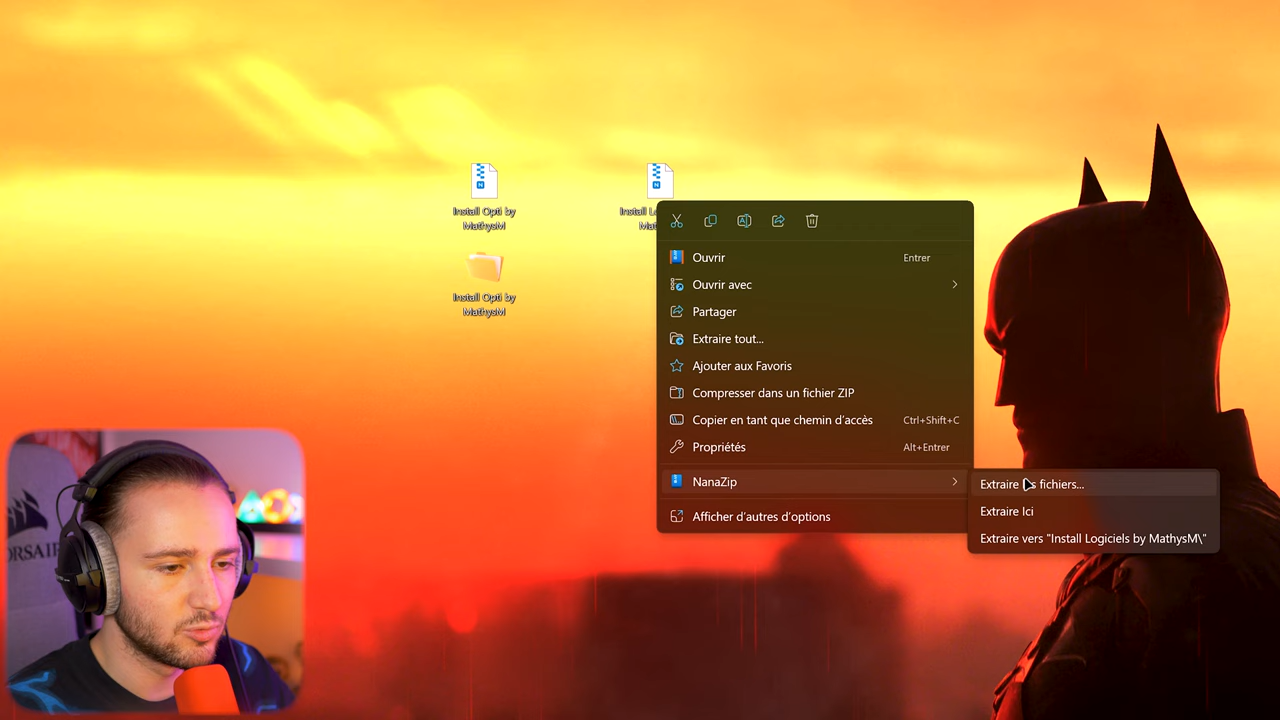 Install Opti by
MathysM
Install Opti by
MathysM
Install
Ouvrir
Entrer
Ouvrir avec
Partager
Extraire tout...
Ajouter aux Favoris
Compresser dans un fichier ZIP
Copier en tant que chemin d'accès
Ctrl+Shift+C
Propriétés
Alt+Entrer
NanaZip
Afficher d'autres d'options
Extraire fichiers...
Extraire Ici
Extraire vers "Install Logiciels by MathysM\"